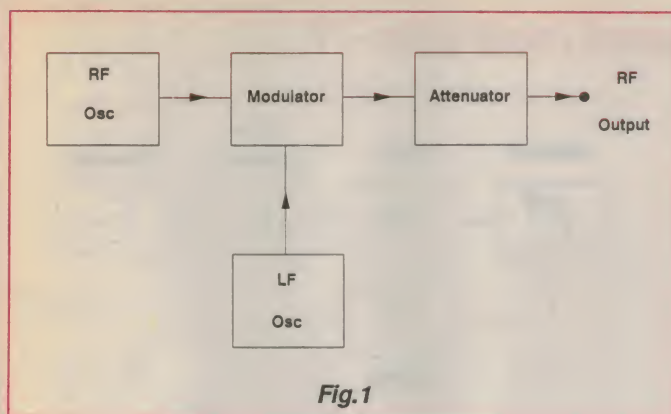 RF
Osc
Modulator
Attenuator
RF
Output
LF
Osc
Fig.1